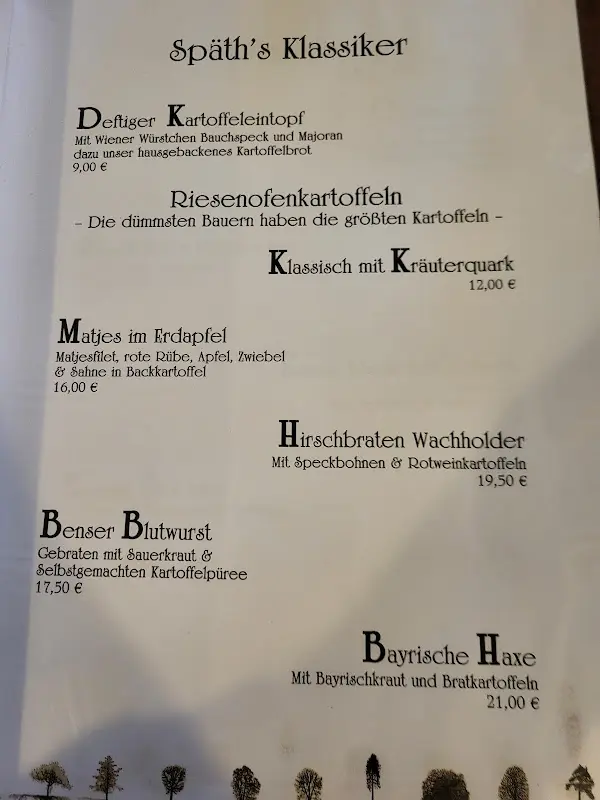 Späth's Klassiker
Deftiger Kartoffeleintopf
Mit Wiener Würstchen Bauchspeck und Majoran
dazu unser hausgebackenes Kartoffelbrot
9,00 €
Riesenofenkartoffeln
- Die dümmsten Bauern haben die größten Kartoffeln -
Klassisch mit Kräuterquark
12,00 €
Matjes im Erdapfel
Matjesfilet, rote Rübe, Apfel, Zwiebel
& Sahne in Backkartoffel
16,00 €
Hirschbraten Wachholder
Mit Speckbohnen & Rotweinkartoffeln
19,50 €
Benser Blutwurst
Gebraten mit Sauerkraut &
Selbstgemachten Kartoffelpüree
17,50 €
Bayrische Haxe
Mit Bayrischkraut und Bratkartoffeln
21,00 €